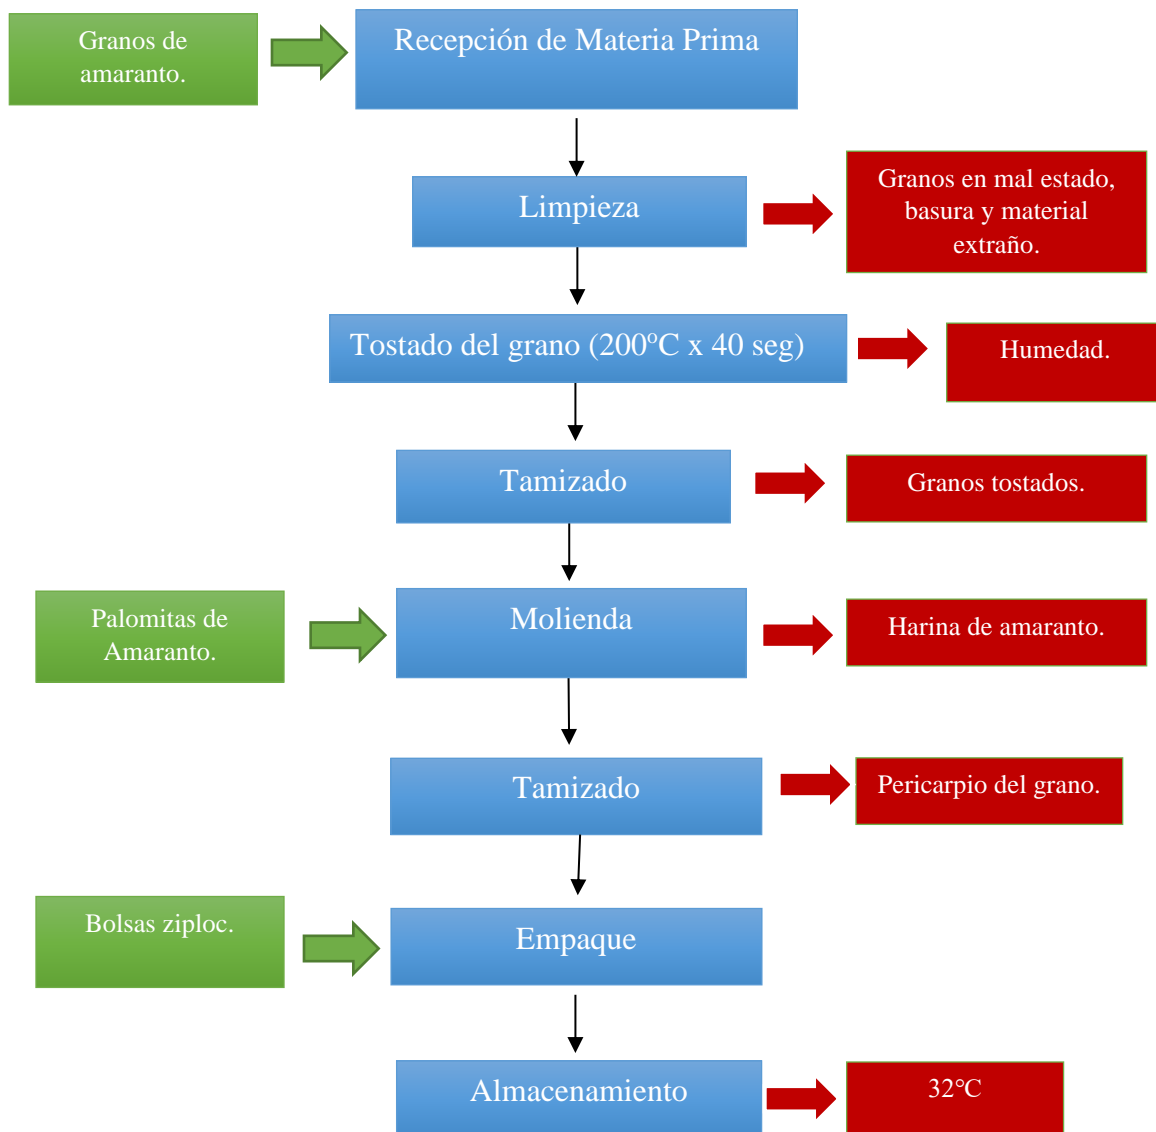 Granos de
amaranto.
Recepción de Materia Prima
Limpieza
Granos en mal estado,
basura y material
extraño.
Tostado del grano (200°C x 40 seg)
Humedad.
Tamizado
Granos tostados.
Palomitas de
Amaranto.
Molienda
Harina de amaranto.
Tamizado
Pericarpio del grano.
Bolsas ziploc.
Empaque
Almacenamiento
32°C